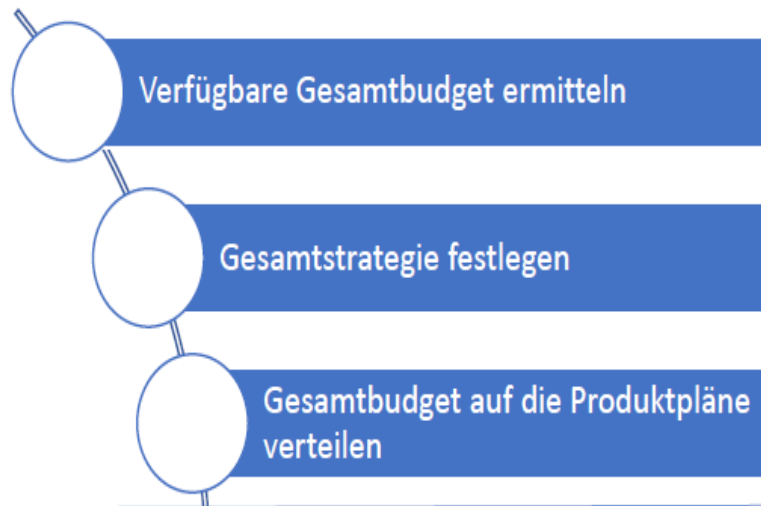 Verfügbare Gesamtbudget ermitteln
Gesamtstrategie festlegen
Gesamtbudget auf die Produktpläne
verteilen